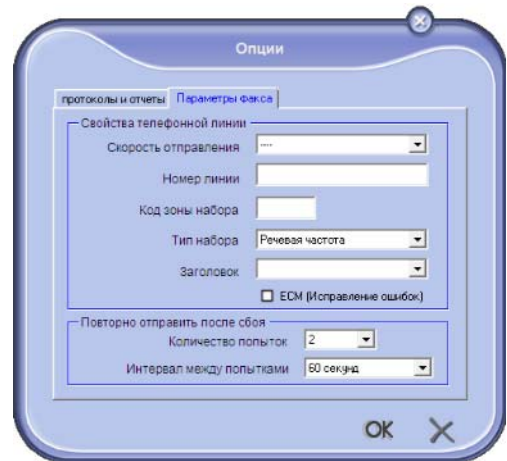 Опции
протоколы и отчеты Параметры факса
Свойства телефонной линии
Скорость отправления ----
Номер линии
Код зоны набора
Тип набора Речевая частота
Заголовок
ECM (Исправление ошибок)
Повторно отправить после сбоя
Количество попыток 2
Интервал между попытками 60 секунд
OK